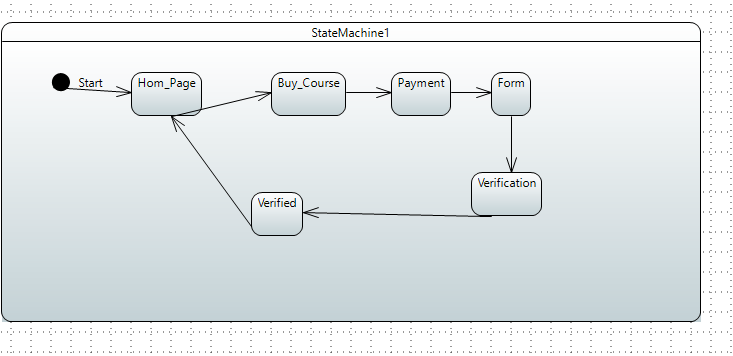 StateMachine1
Start
Hom_Page
Buy_Course
Payment
Form
Verification
Verified